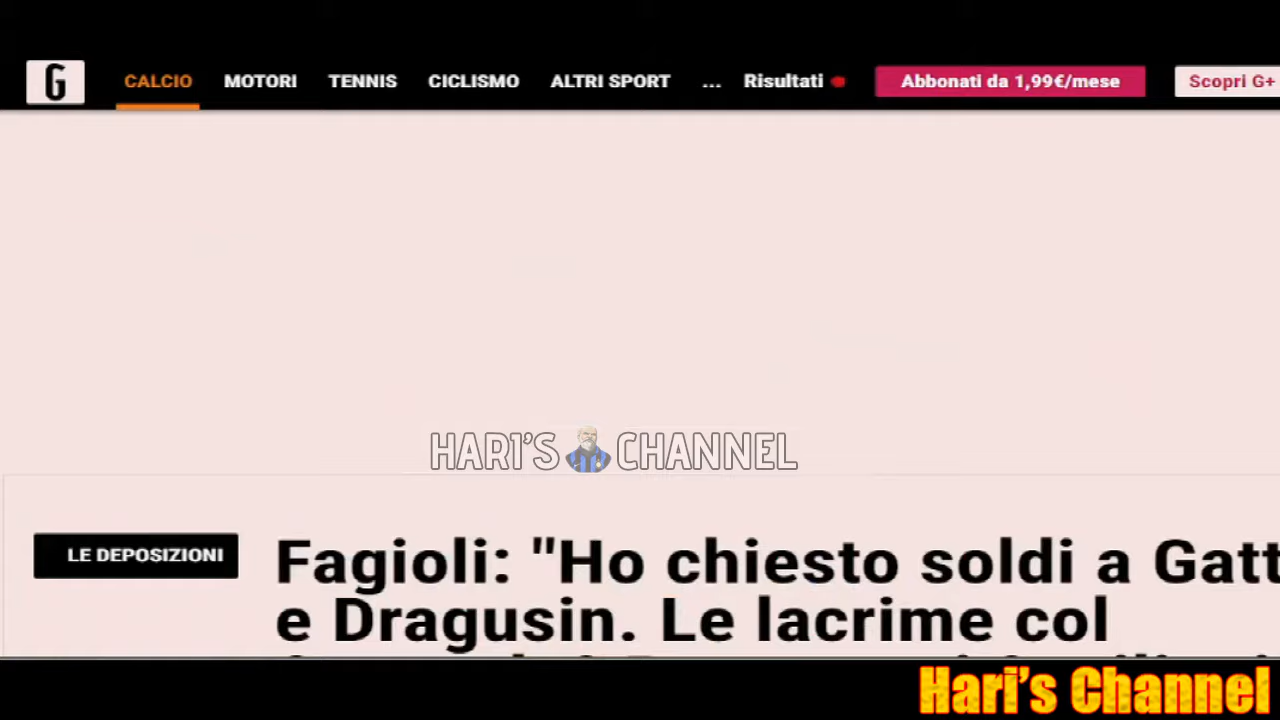 G CALCIO MOTORI TENNIS CICLISMO ALTRI SPORT ... Risultati Abbonati da 1,99€/mese Scopri G+
HARI'S CHANNEL
LE DEPOSIZIONI
Fagioli: "Ho chiesto soldi a Gatt
e Dragusin. Le lacrime col
Hari's Channel